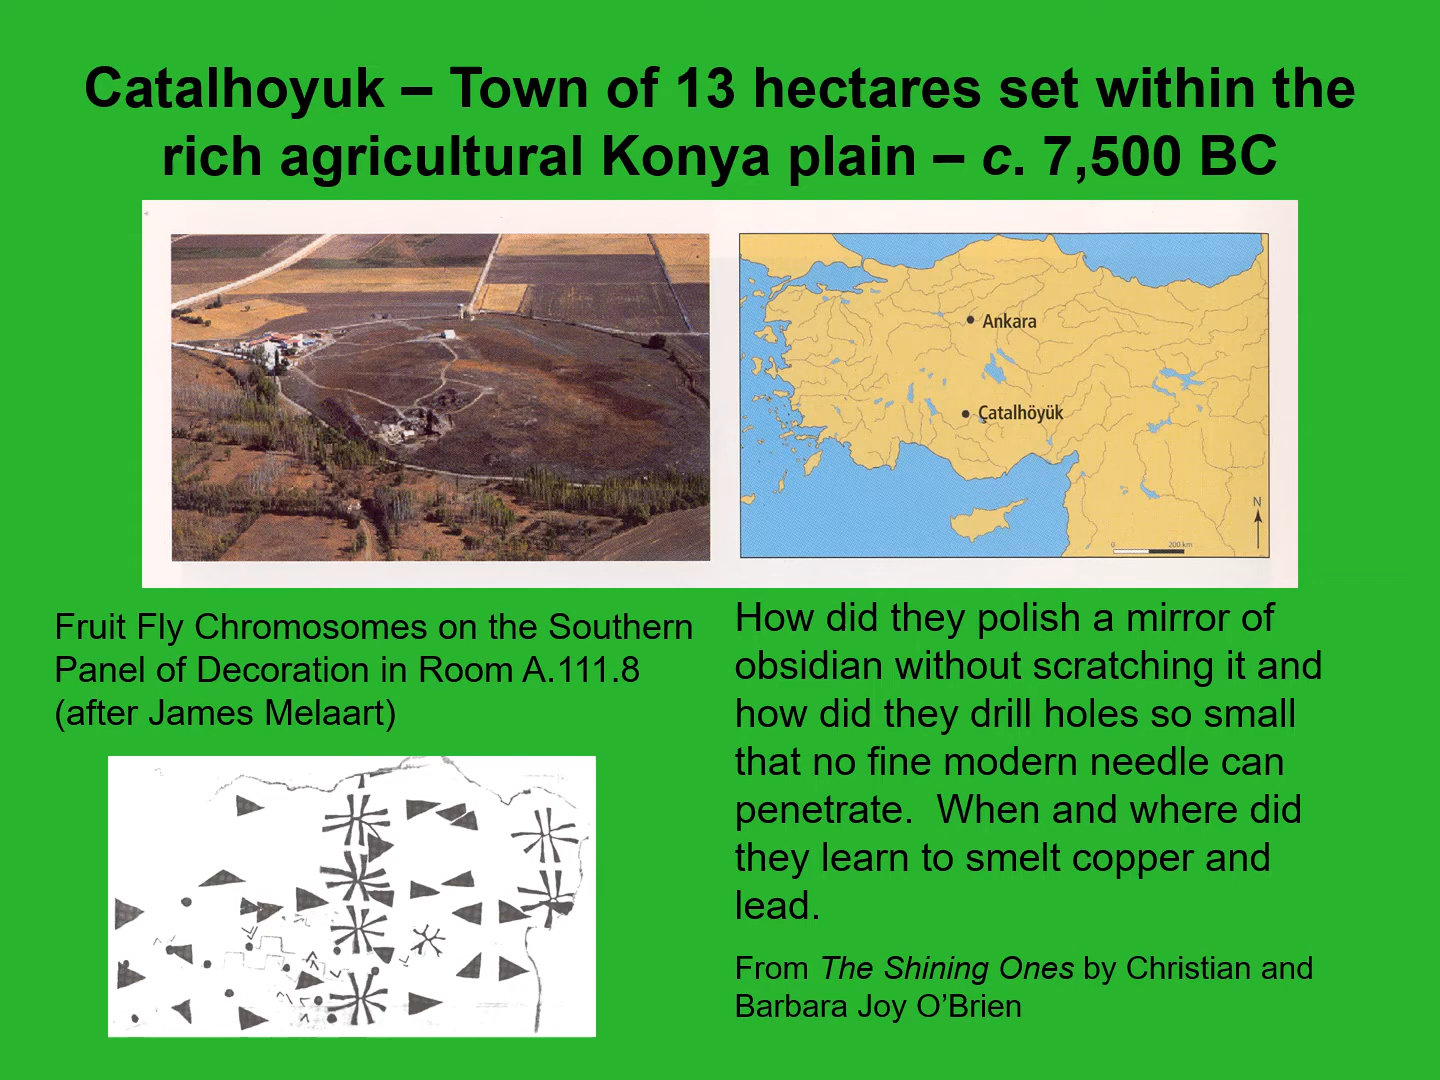 Catalhoyuk – Town of 13 hectares set within the
rich agricultural Konya plain – c. 7,500 BC
Ankara
Çatalhöyük
N
0 200 km
Fruit Fly Chromosomes on the Southern
Panel of Decoration in Room A.111.8
(after James Melaart)
How did they polish a mirror of
obsidian without scratching it and
how did they drill holes so small
that no fine modern needle can
penetrate.  When and where did
they learn to smelt copper and
lead.
From The Shining Ones by Christian and
Barbara Joy O’Brien